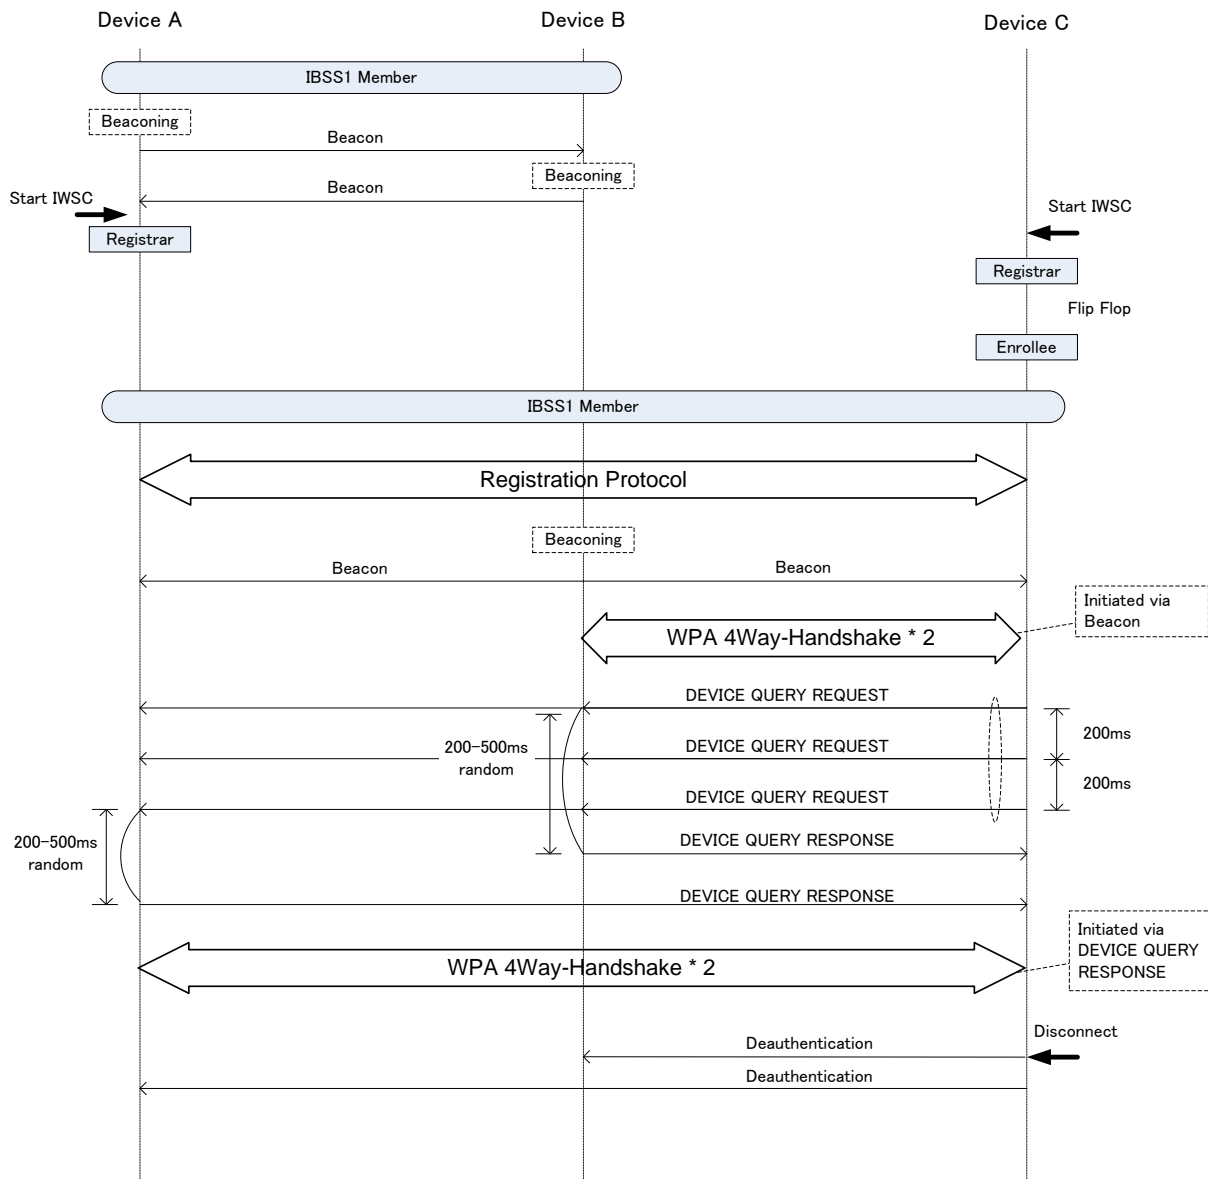 Device A
Device B
Device C
IBSS1 Member
Beaconing
Beacon
Beaconing
Beacon
Start IWSC
Start IWSC
Registrar
Registrar
Flip Flop
Enrollee
IBSS1 Member
Registration Protocol
Beaconing
Beacon
Beacon
Initiated via
Beacon
WPA 4Way-Handshake * 2
DEVICE QUERY REQUEST
200ms
200-500ms
random
DEVICE QUERY REQUEST
200ms
DEVICE QUERY REQUEST
200-500ms
random
DEVICE QUERY RESPONSE
DEVICE QUERY RESPONSE
Initiated via
DEVICE QUERY
RESPONSE
WPA 4Way-Handshake * 2
Disconnect
Deauthentication
Deauthentication